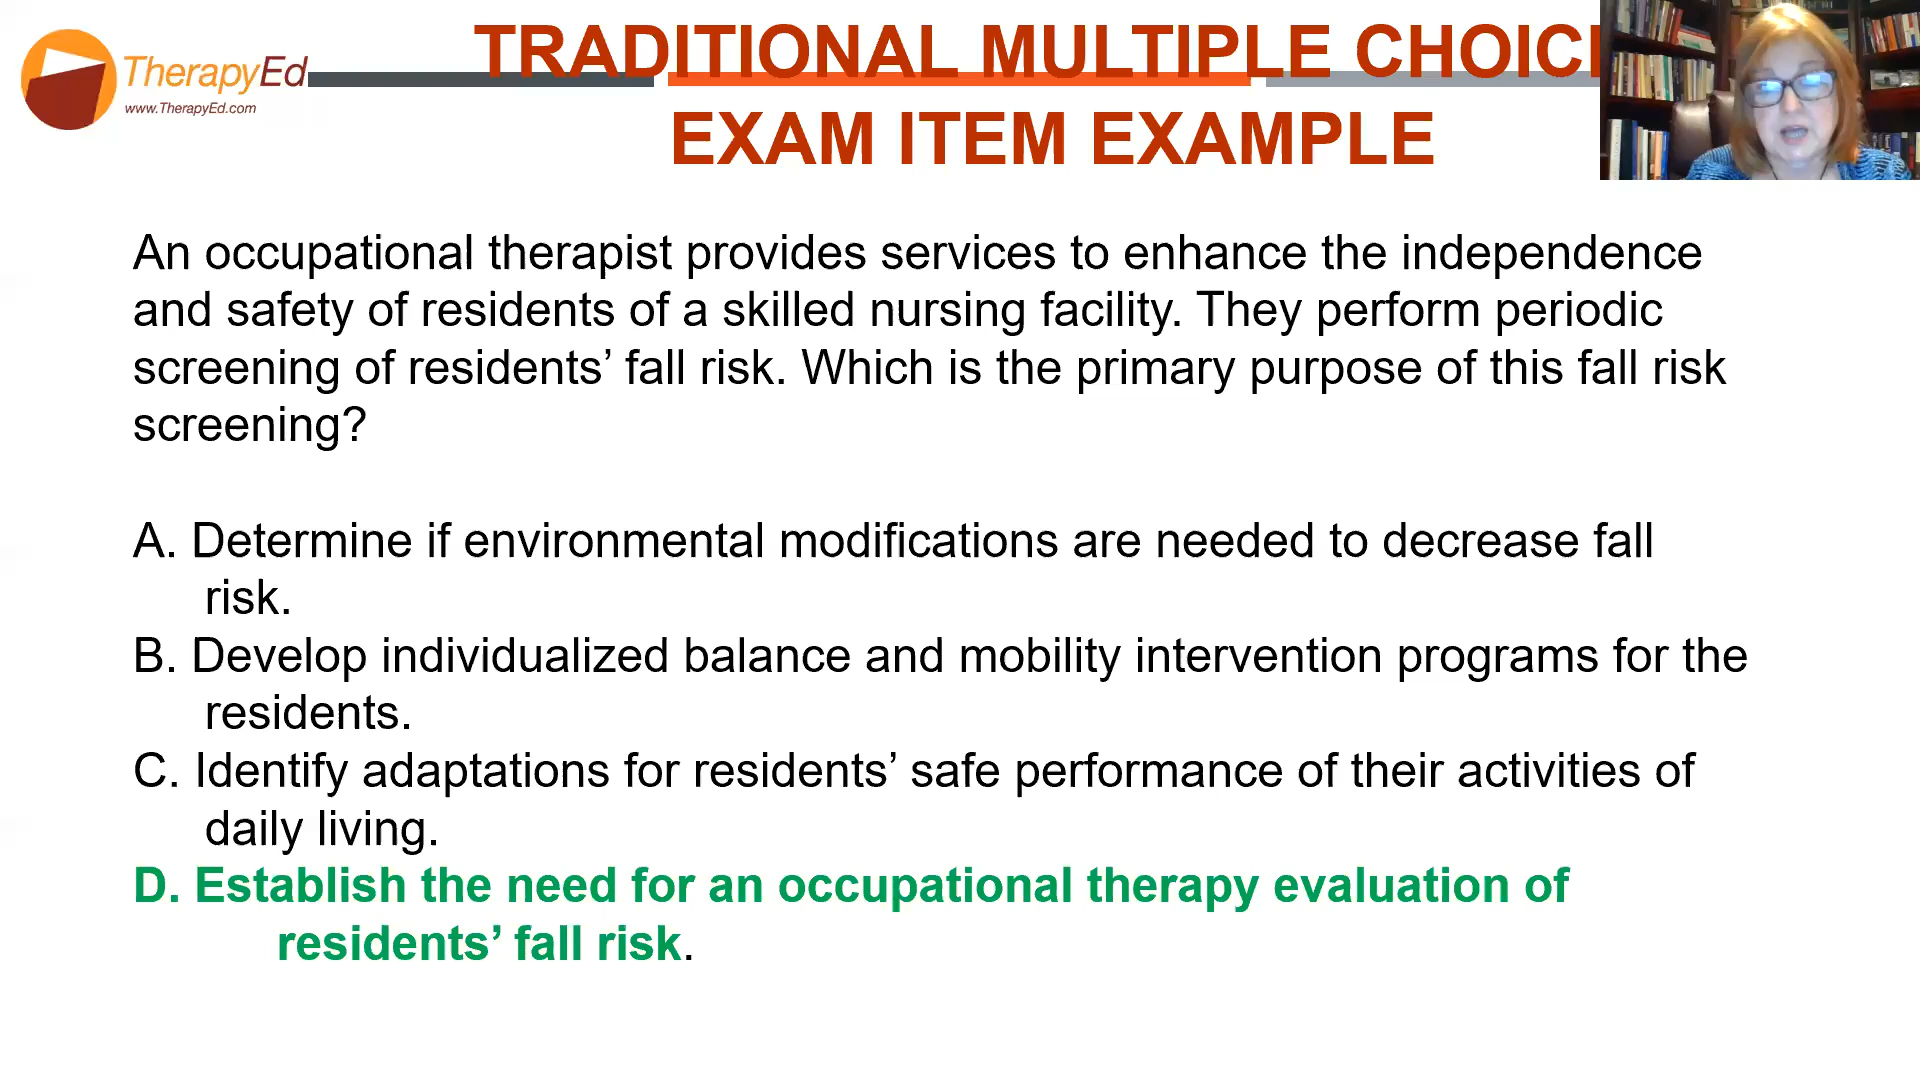 TherapyEd
www.TherapyEd.com
TRADITIONAL MULTIPLE CHOIC
EXAM ITEM EXAMPLE
An occupational therapist provides services to enhance the independence
and safety of residents of a skilled nursing facility. They perform periodic
screening of residents’ fall risk. Which is the primary purpose of this fall risk
screening?
A. Determine if environmental modifications are needed to decrease fall
risk.
B. Develop individualized balance and mobility intervention programs for the
residents.
C. Identify adaptations for residents’ safe performance of their activities of
daily living.
D. Establish the need for an occupational therapy evaluation of
residents’ fall risk.